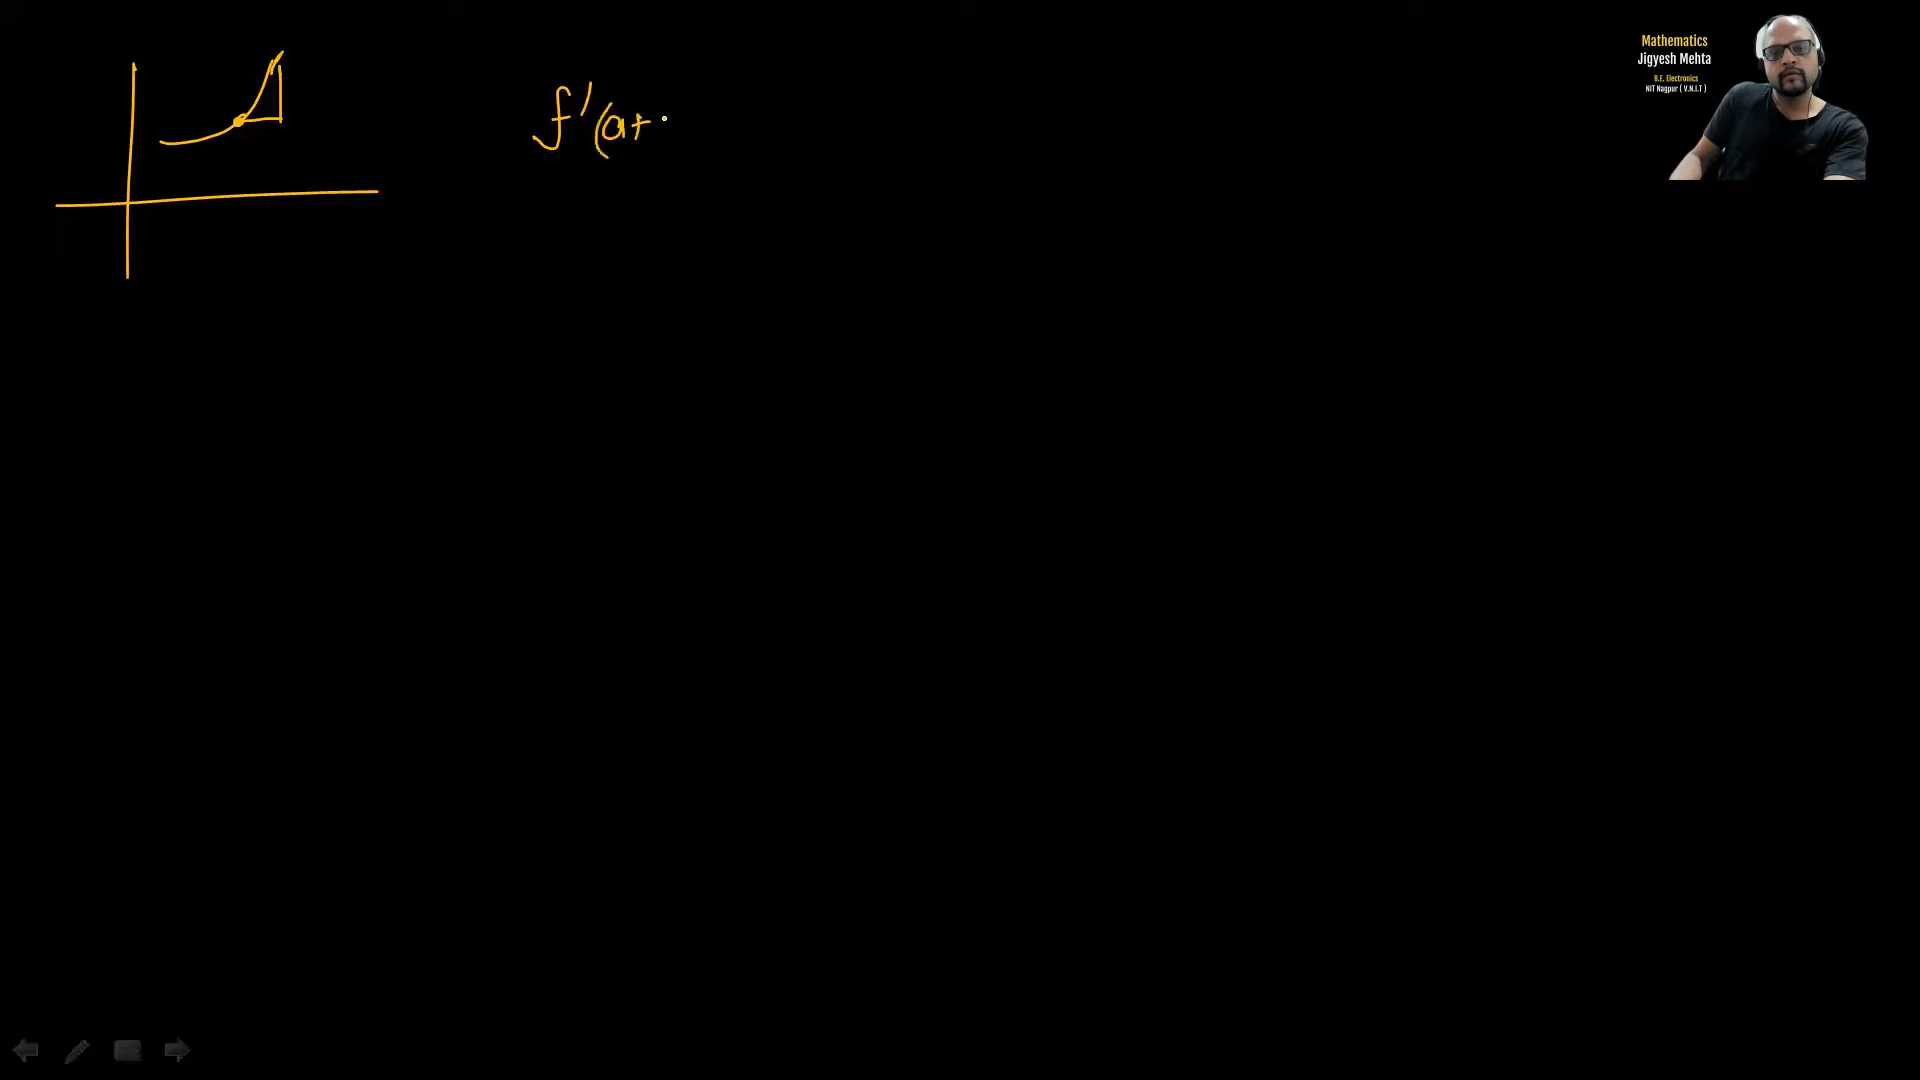 f'(a+
Mathematics
Jigyesh Mehta
B.E. Electronics
NIT Nagpur ( V.N.I.T )